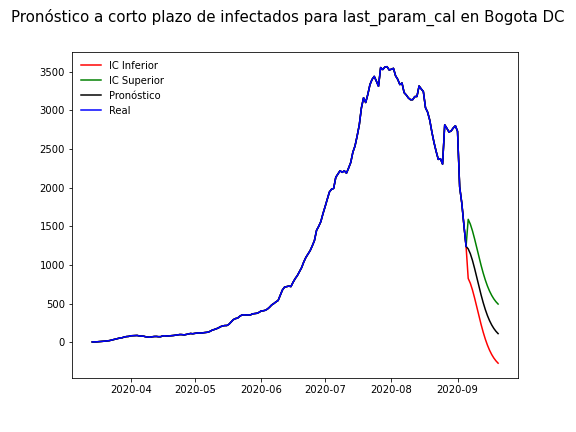 Pronóstico a corto plazo de infectados para last_param_cal en Bogota DC
IC Inferior
IC Superior
Pronóstico
Real
3500
3000
2500
2000
1500
1000
500
0
2020-04 2020-05 2020-06 2020-07 2020-08 2020-09